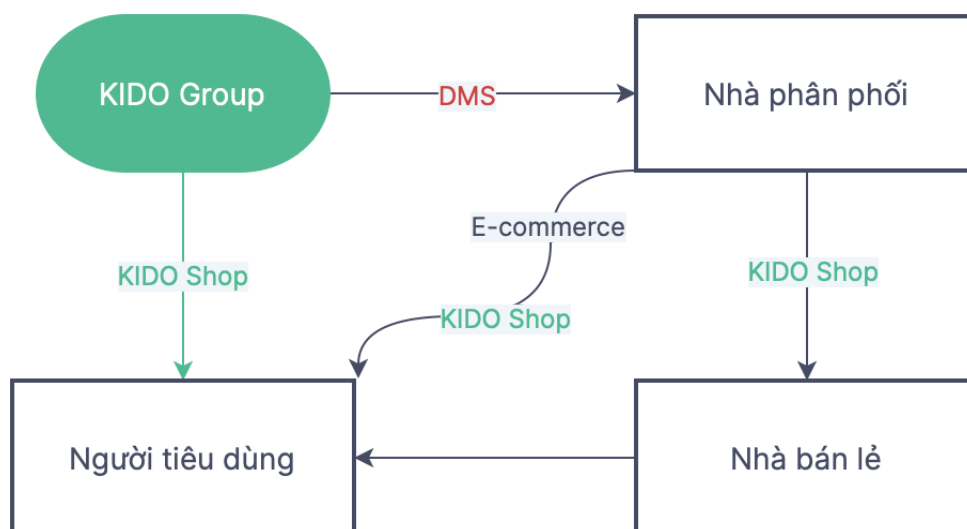 KIDO Group
DMS
Nhà phân phối
E-commerce
KIDO Shop
KIDO Shop
KIDO Shop
Người tiêu dùng
Nhà bán lẻ